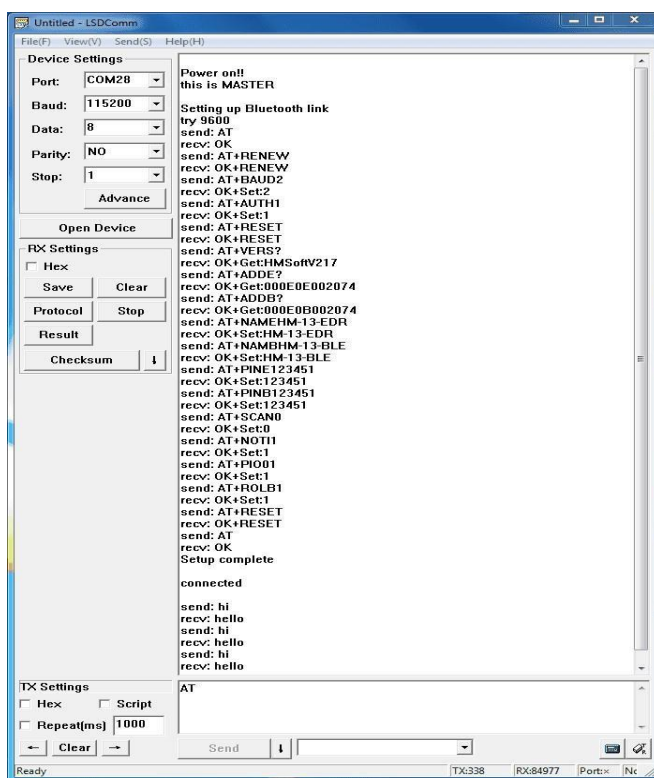 Untitled - LSDComm
File(F) View(V) Send(S) Help(H)
Device Settings
Port: COM28
Baud: 115200
Data: 8
Parity: NO
Stop: 1
Advance
Open Device
RX Settings
Hex
Save Clear
Protocol Stop
Result
Checksum
Power on!!
this is MASTER
Setting up Bluetooth link
try 9600
send: AT
recv: OK
send: AT+RENEW
recv: OK+RENEW
send: AT+BAUD2
recv: OK+Set:2
send: AT+AUTH1
recv: OK+Set:1
send: AT+RESET
recv: OK+RESET
send: AT+VERS?
recv: OK+Get:HMSoftV217
send: AT+ADDE?
recv: OK+Get:000E0E002074
send: AT+ADDB?
recv: OK+Get:000E0B002074
send: AT+NAMEHM-13-EDR
recv: OK+Set:HM-13-EDR
send: AT+NAMBHM-13-BLE
recv: OK+Set:HM-13-BLE
send: AT+PINE123451
recv: OK+Set:123451
send: AT+PINB123451
recv: OK+Set:123451
send: AT+SCAN0
recv: OK+Set:0
send: AT+NOTI1
recv: OK+Set:1
send: AT+PIO01
recv: OK+Set:1
send: AT+ROLB1
recv: OK+Set:1
send: AT+RESET
recv: OK+RESET
send: AT
recv: OK
Setup complete
connected
send: hi
recv: hello
send: hi
recv: hello
send: hi
recv: hello
TX Settings
Hex Script
Repeat(ms) 1000
← Clear →
AT
Send
Ready TX:338 RX:84977 Port:×